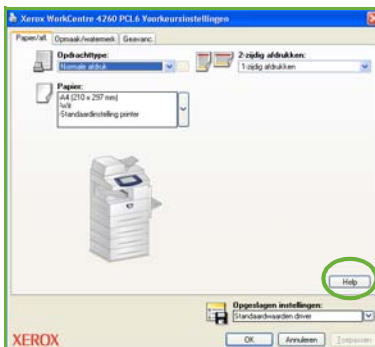 Xerox WorkCentre 4260 PCL6 Voorkeursinstellingen
Papier/afl. Opmaak/watermerk Geavanc.
Opdrachttype:
Normale afdruk
2-zijdig afdrukken:
1-zijdig afdrukken
Papier:
-A4 (210 x 297 mm)
-Wit
-Standaardinstelling printer
Help
Opgeslagen instellingen:
Standaardwaarden driver
XEROX
OK Annuleren Toepassen